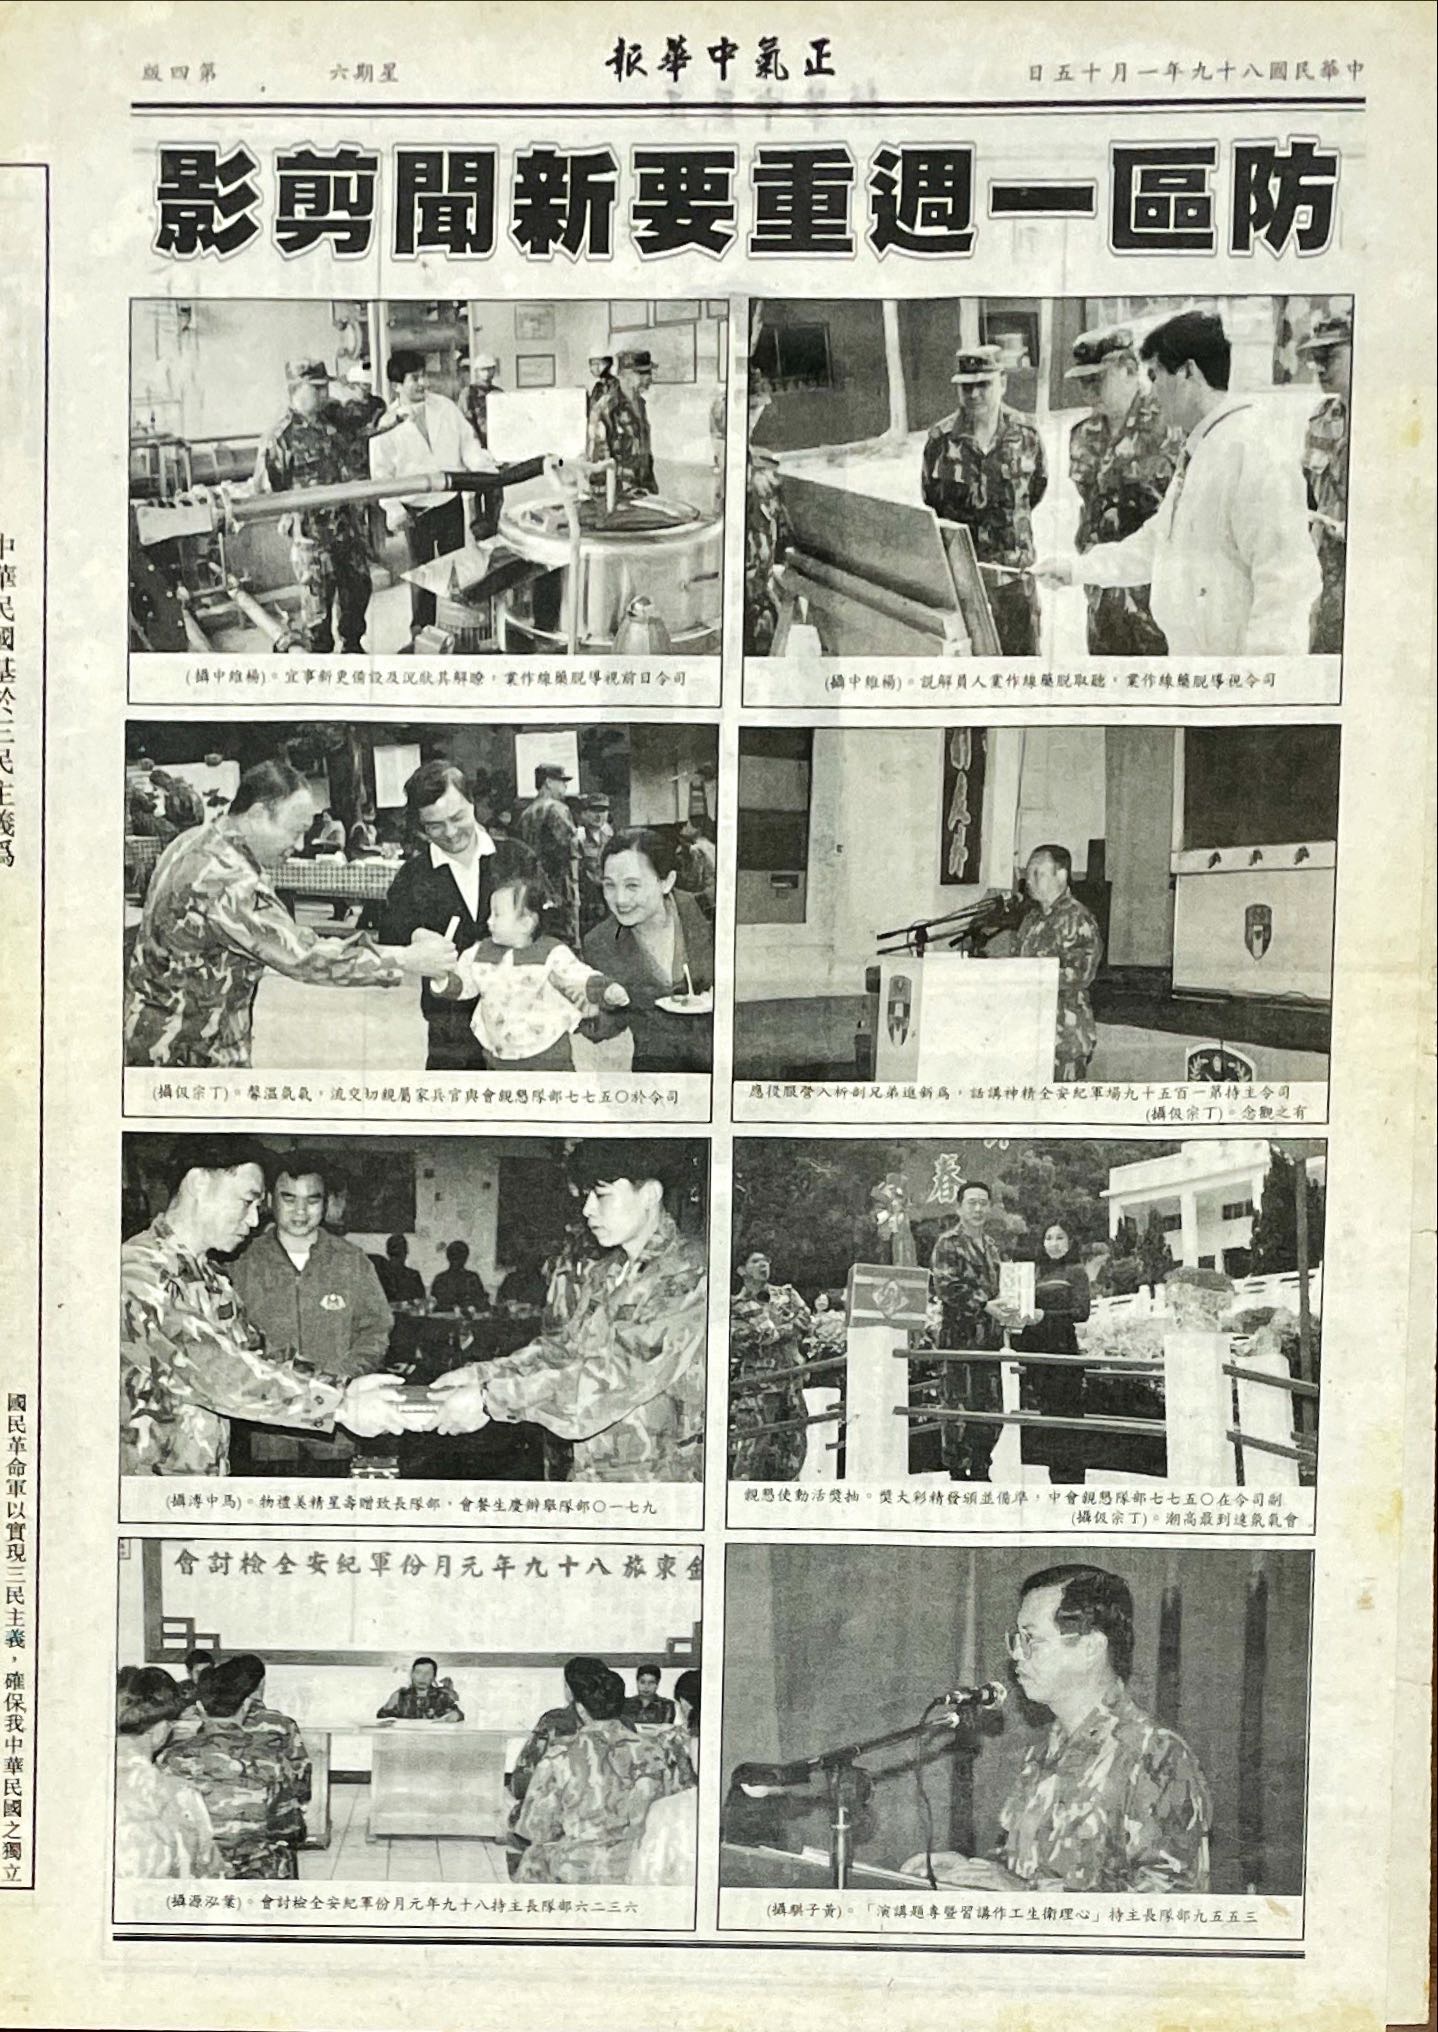 中華民國八十九年一月十五日
正氣中華報
星期六
第四版
防區一週重要新聞剪影
司令視導脫藥線作業，聽取脫藥線作業人員解說。(楊維中攝)
司令日前視導脫藥線作業，瞭解其狀況及設備更新事宜。(楊維中攝)
司令主持第一百五十九場軍紀安全精神講話，為新進弟兄剖析入營服役應
有之觀念。(丁宗伋攝)
司令於○五七七部隊懇親會與官兵家屬親切交流，氣氛溫馨。(丁宗伋攝)
春
副司令在○五七七部隊懇親會中，準備並頒發精彩大獎。抽獎活動使懇親
會氣氛達到最高潮。(丁宗伋攝)
九七一○部隊舉辦慶生餐會，部隊長致贈壽星精美禮物。(馬中溥攝)
三五五九部隊長主持「心理衛生工作講習暨專題講演」。(黃子騏攝)
金東旅八十九年元月份軍紀安全檢討會
六三二六部隊長主持八十九年元月份軍紀安全檢討會。(葉泓源攝)
中華民國基於三民主義為
國民革命軍以實現三民主義，確保我中華民國之獨立